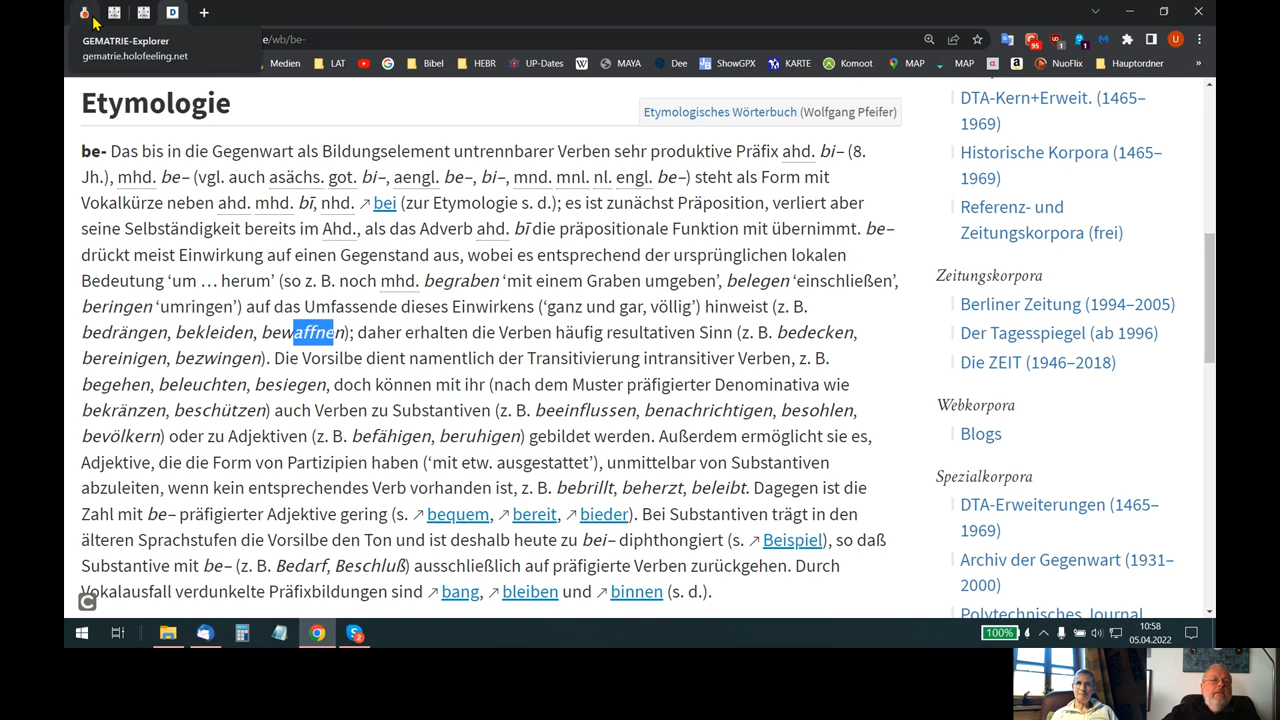 GEMATRIE-Explorer
gematrie.holofeeling.net
e/wb/be-
Medien LAT Bibel HEBR UP-Dates MAYA Dee ShowGPX KARTE Komoot MAP MAP NuoFlix Hauptordner »
95 1 1 U
Etymologie
Etymologisches Wörterbuch (Wolfgang Pfeifer)
be- Das bis in die Gegenwart als Bildungselement untrennbarer Verben sehr produktive Präfix ahd. bi– (8.
Jh.), mhd. be– (vgl. auch asächs. got. bi–, aengl. be–, bi–, mnd. mnl. nl. engl. be–) steht als Form mit
Vokalkürze neben ahd. mhd. bī, nhd. ↗ bei (zur Etymologie s. d.); es ist zunächst Präposition, verliert aber
seine Selbständigkeit bereits im Ahd., als das Adverb ahd. bī die präpositionale Funktion mit übernimmt. be–
drückt meist Einwirkung auf einen Gegenstand aus, wobei es entsprechend der ursprünglichen lokalen
Bedeutung ‘um … herum’ (so z. B. noch mhd. begraben ‘mit einem Graben umgeben’, belegen ‘einschließen’,
beringen ‘umringen’) auf das Umfassende dieses Einwirkens (‘ganz und gar, völlig’) hinweist (z. B.
bedrängen, bekleiden, bewaffnen); daher erhalten die Verben häufig resultativen Sinn (z. B. bedecken,
bereinigen, bezwingen). Die Vorsilbe dient namentlich der Transitivierung intransitiver Verben, z. B.
begehen, beleuchten, besiegen, doch können mit ihr (nach dem Muster präfigierter Denominativa wie
bekränzen, beschützen) auch Verben zu Substantiven (z. B. beeinflussen, benachrichtigen, besohlen,
bevölkern) oder zu Adjektiven (z. B. befähigen, beruhigen) gebildet werden. Außerdem ermöglicht sie es,
Adjektive, die die Form von Partizipien haben (‘mit etw. ausgestattet’), unmittelbar von Substantiven
abzuleiten, wenn kein entsprechendes Verb vorhanden ist, z. B. bebrillt, beherzt, beleibt. Dagegen ist die
Zahl mit be– präfigierter Adjektive gering (s. ↗ bequem, ↗ bereit, ↗ bieder). Bei Substantiven trägt in den
älteren Sprachstufen die Vorsilbe den Ton und ist deshalb heute zu bei– diphthongiert (s. ↗ Beispiel), so daß
Substantive mit be– (z. B. Bedarf, Beschluß) ausschließlich auf präfigierte Verben zurückgehen. Durch
Vokalausfall verdunkelte Präfixbildungen sind ↗ bang, ↗ bleiben und ↗ binnen (s. d.).
DTA-Kern+Erweit. (1465–
1969)
Historische Korpora (1465–
1969)
Referenz- und
Zeitungskorpora (frei)
Zeitungskorpora
Berliner Zeitung (1994–2005)
Der Tagesspiegel (ab 1996)
Die ZEIT (1946–2018)
Webkorpora
Blogs
Spezialkorpora
DTA-Erweiterungen (1465–
1969)
Archiv der Gegenwart (1931–
2000)
Polytechnisches Journal
100%
10:58
05.04.2022